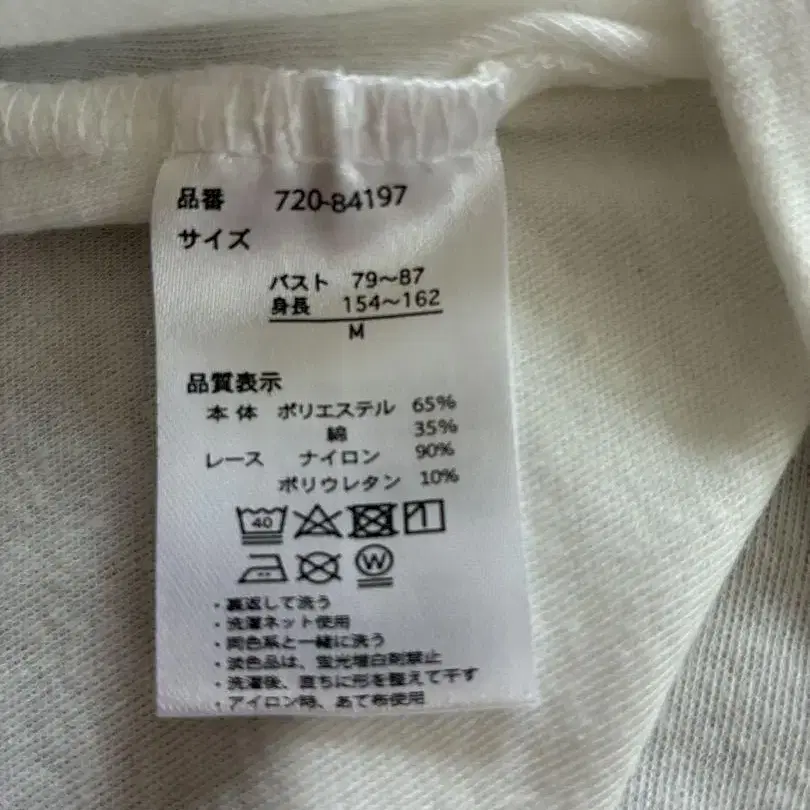 品番 720-84197
サイズ
バスト 79～87
身長 154～162
M
品質表示
本体 ポリエステル 65%
綿 35%
レース ナイロン 90%
ポリウレタン 10%
40
W
・裏返して洗う
・洗濯ネット使用
・同色系と一緒に洗う
・淡色品は、蛍光増白剤禁止
・洗濯後、直ちに形を整えて干す
・アイロン時、あて布使用